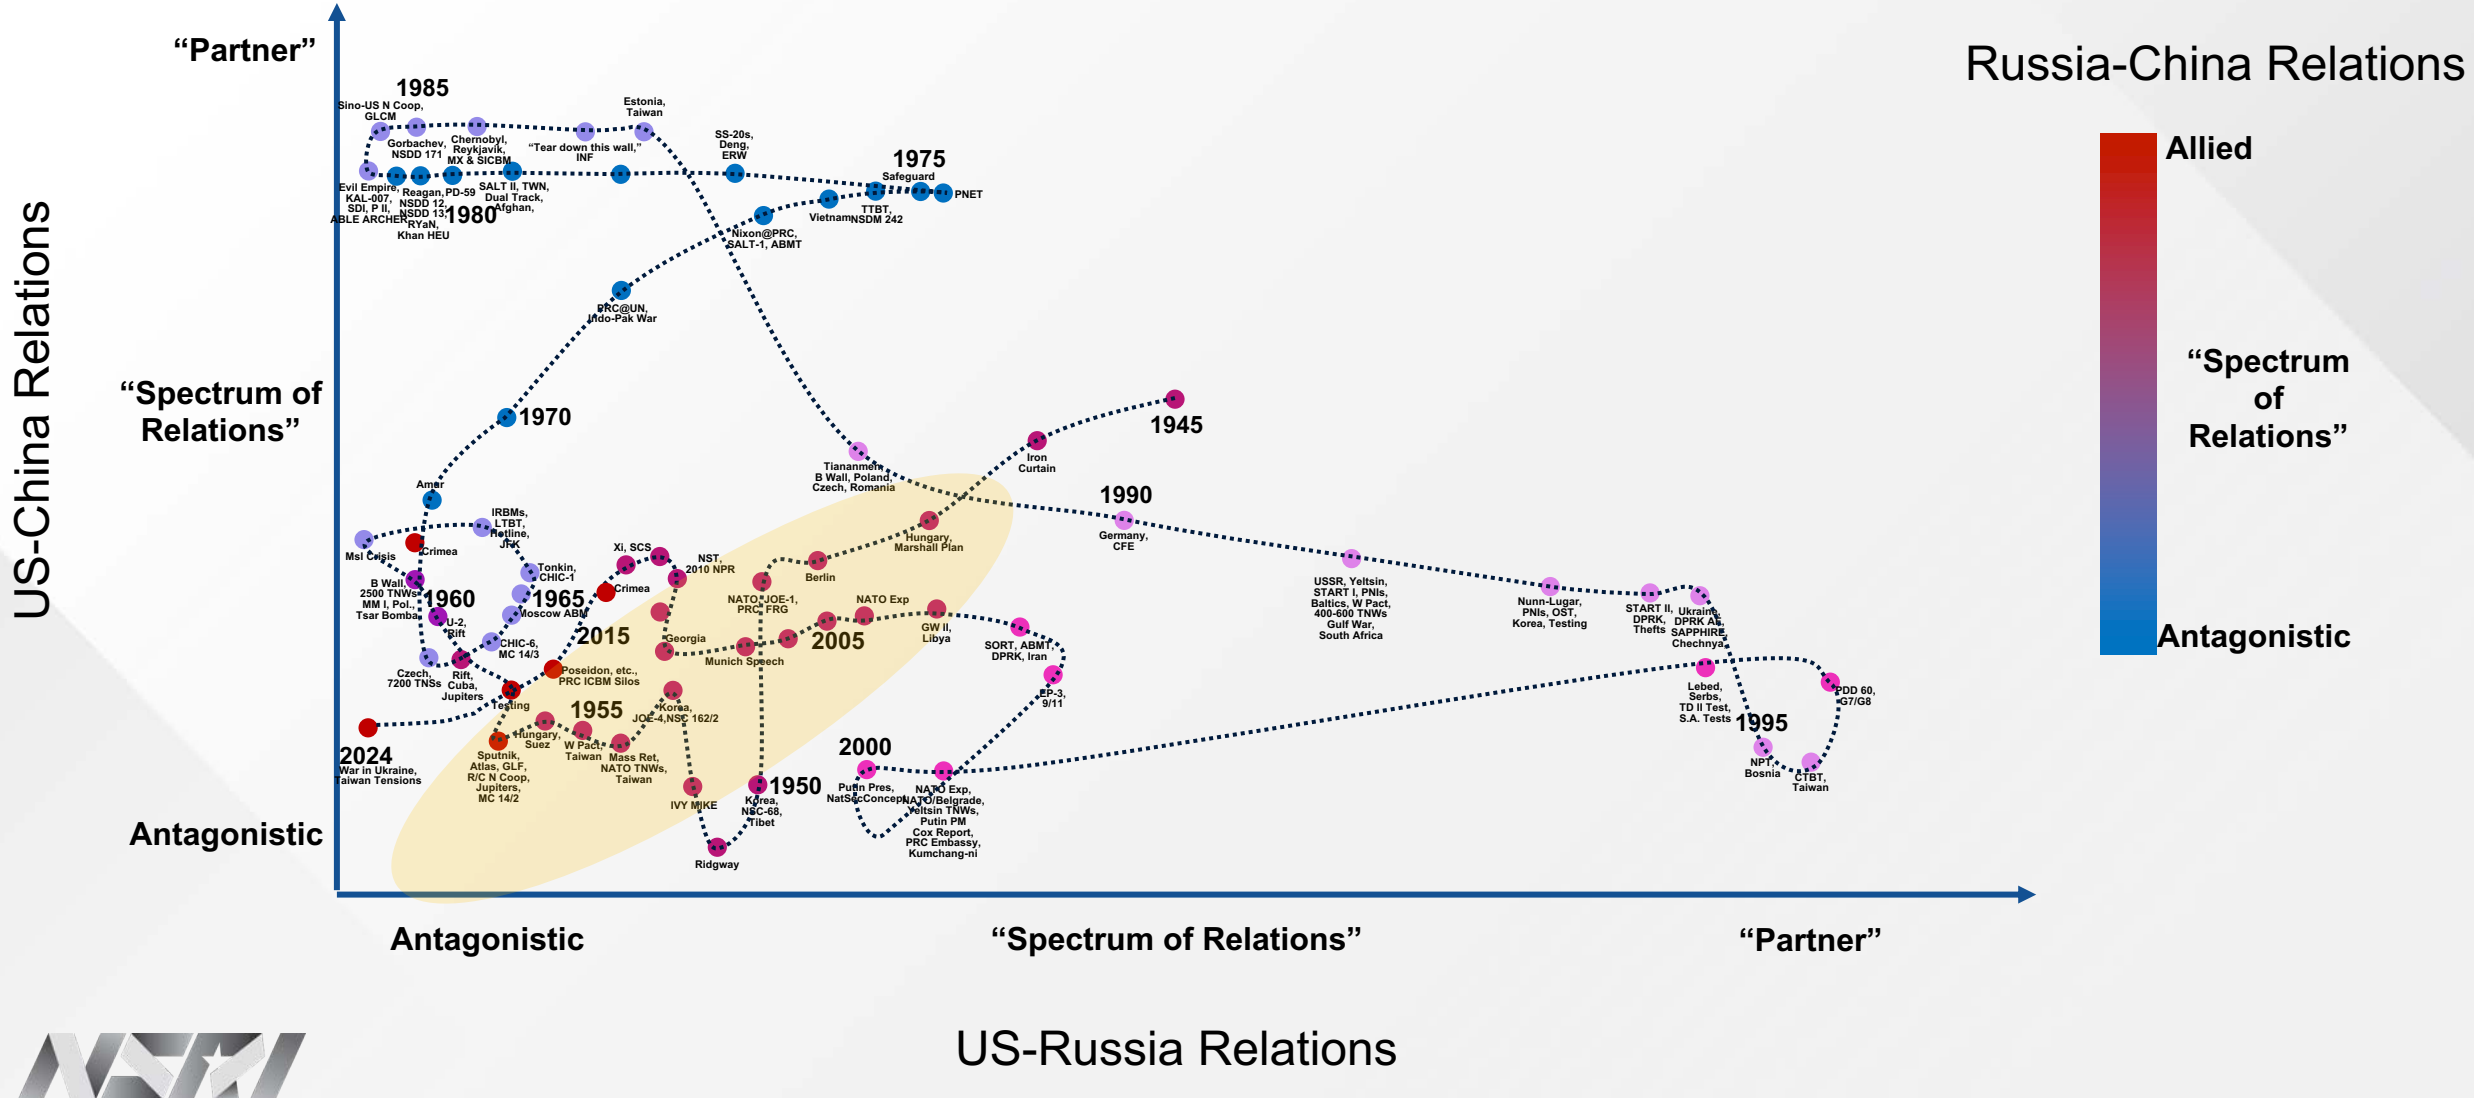 “Partner”
Russia-China Relations
1985
Sino-US N Coop,
GLCM
Estonia,
Taiwan
Gorbachev,
NSDD 171
Chernobyl,
Reykjavik,
MX & SICBM
“Tear down this wall,”
INF
SS-20s,
Deng,
ERW
1975
Safeguard
PNET
Allied
Evil Empire,
KAL-007,
SDI, P II,
ABLE ARCHER
Reagan,
NSDD 12,
NSDD 13,
RYaN,
Khan HEU
PD-59
1980
SALT II, TWN,
Dual Track,
Afghan,
Vietnam
TTBT,
NSDM 242
Nixon@PRC,
SALT-1, ABMT
US-China Relations
PRC@UN,
Indo-Pak War
“Spectrum of
Relations”
“Spectrum
of
Relations”
1970
1945
Iron
Curtain
Tiananmen,
B Wall, Poland,
Czech, Romania
1990
Germany,
CFE
Amur
IRBMs,
LTBT,
Hotline,
JFK
Msl Crisis
Crimea
Xi, SCS
NST,
2010 NPR
Hungary,
Marshall Plan
Berlin
B Wall,
2500 TNWs
MM I, Pol.,
Tsar Bomba
1960
U-2,
Rift
Tonkin,
CHIC-1
1965
Moscow ABM
Crimea
2015
NATO, JOE-1,
PRC, FRG
NATO Exp
2005
GW II,
Libya
USSR, Yeltsin,
START I, PNIs,
Baltics, W Pact,
400-600 TNWs
Gulf War,
South Africa
Nunn-Lugar,
PNIs, OST,
Korea, Testing
START II,
DPRK,
Thefts
Ukraine,
DPRK AF,
SAPPHIRE,
Chechnya
Antagonistic
Georgia
Munich Speech
SORT, ABMT,
DPRK, Iran
CHIC-6,
MC 14/3
Czech,
7200 TNSs
Rift,
Cuba,
Jupiters
Poseidon, etc.,
PRC ICBM Silos
Testing
EP-3,
9/11
Lebed,
Serbs,
TD II Test,
S.A. Tests
PDD 60,
G7/G8
1995
NPT,
Bosnia
CTBT,
Taiwan
2024
War in Ukraine,
Taiwan Tensions
Hungary,
Suez
1955
W Pact,
Taiwan
Korea,
JOE-4,NSC 162/2
Sputnik,
Atlas, GLF,
R/C N Coop,
Jupiters,
MC 14/2
Mass Ret,
NATO TNWs,
Taiwan
IVY MIKE
1950
Korea,
NSC-68,
Tibet
Ridgway
2000
Putin Pres,
NatSecConcept
NATO Exp,
NATO/Belgrade,
Yeltsin TNWs,
Putin PM
Cox Report,
PRC Embassy,
Kumchang-ni
Antagonistic
Antagonistic
“Spectrum of Relations”
“Partner”
US-Russia Relations
NSRI